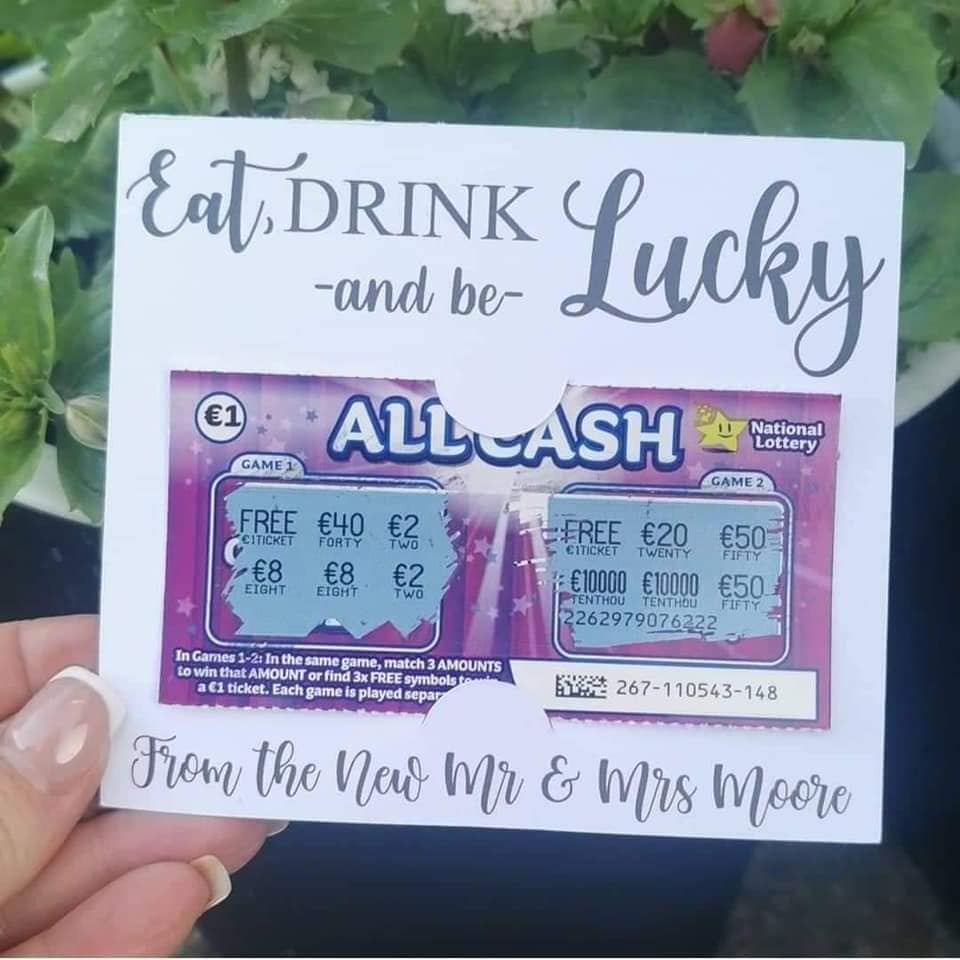 Eat, DRINK Lucky
-and be-
€1
ALL CASH
National
Lottery
GAME 1
FREE €40 €2
€1TICKET FORTY TWO
€8 €8 €2
EIGHT EIGHT TWO
GAME 2
FREE €20 €50
€1TICKET TWENTY FIFTY
€10000 €10000 €50
TENTHOU TENTHOU FIFTY
2262979076222
In Games 1-2: In the same game, match 3 AMOUNTS
to win that AMOUNT or find 3x FREE symbols to win
a €1 ticket. Each game is played
267-110543-148
From the New Mr & Mrs Moore